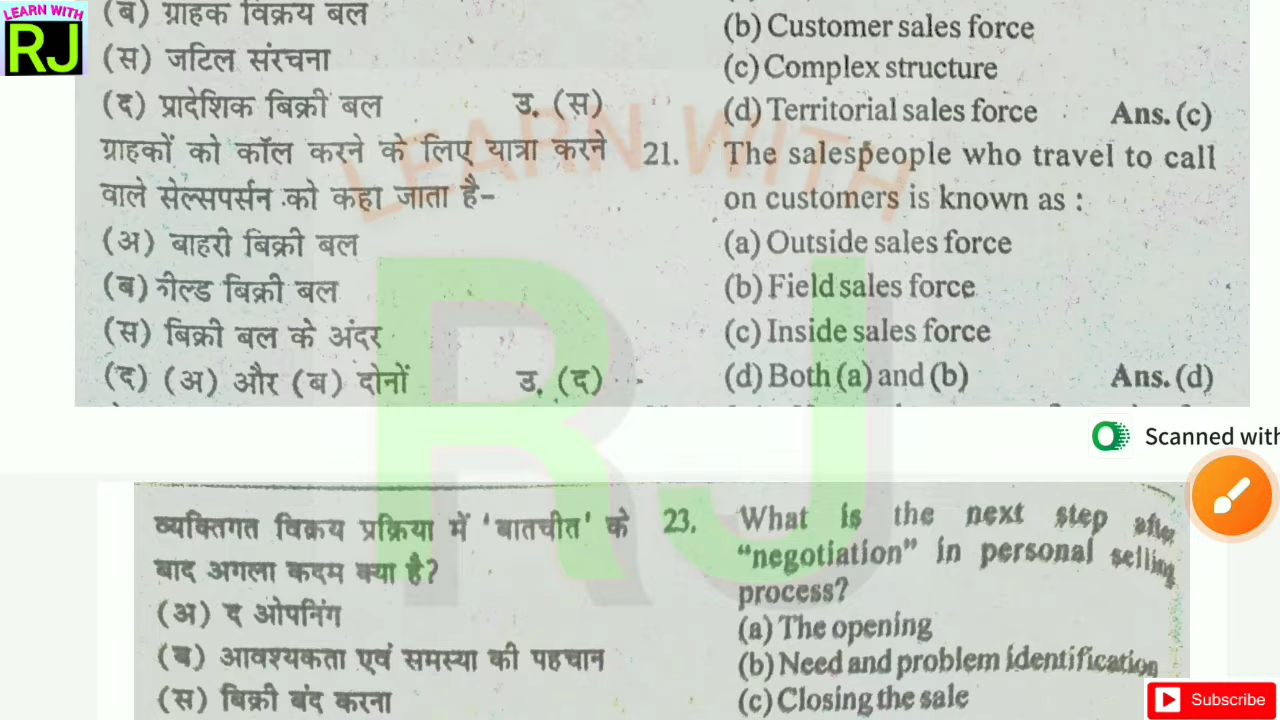 LEARN WITH
RJ
(ब) ग्राहक विक्रय बल
(स) जटिल संरचना
(द) प्रादेशिक बिक्री बल उ. (स)
ग्राहकों को कॉल करने के लिए यात्रा करने
वाले सेल्सपर्सन को कहा जाता है-
(अ) बाहरी बिक्री बल
(ब) फील्ड बिक्री बल
(स) बिक्री बल के अंदर
(द) (अ) और (ब) दोनों उ. (द)
(b) Customer sales force
(c) Complex structure
(d) Territorial sales force Ans. (c)
21. The salespeople who travel to call
on customers is known as :
(a) Outside sales force
(b) Field sales force
(c) Inside sales force
(d) Both (a) and (b) Ans. (d)
LEARN WITH
RJ
Scanned with
व्यक्तिगत विक्रय प्रक्रिया में 'बातचीत' के
बाद अगला कदम क्या है?
(अ) द ओपनिंग
(ब) आवश्यकता एवं समस्या की पहचान
(स) बिक्री बंद करना
23. What is the next step after
"negotiation" in personal selling
process?
(a) The opening
(b) Need and problem identification
(c) Closing the sale
Subscribe